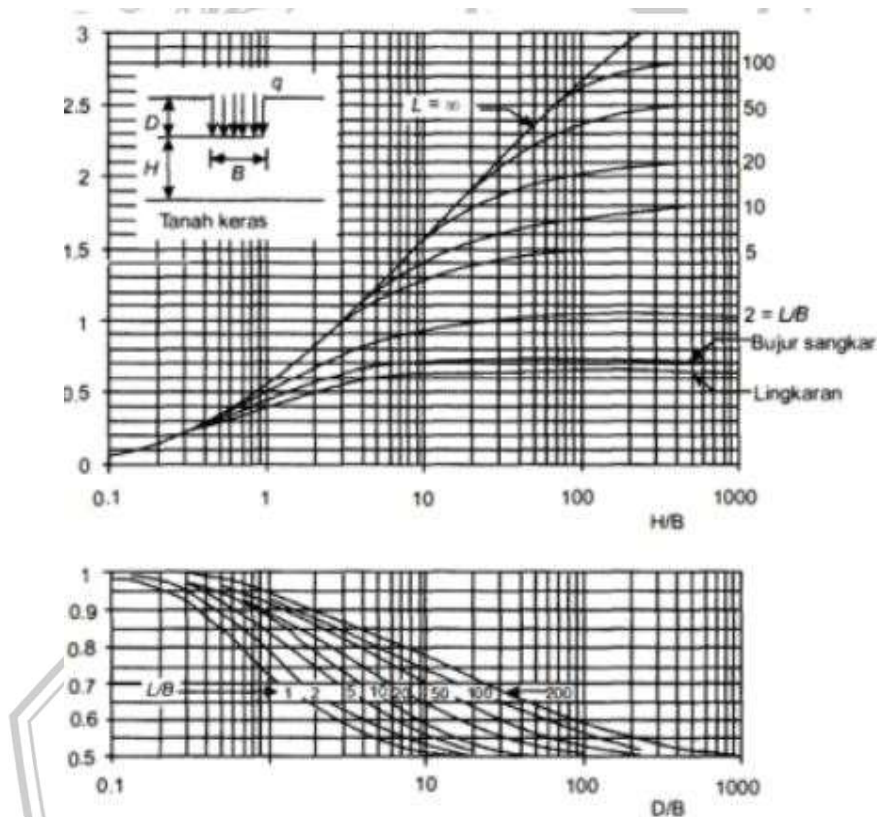 3
100
q
2.5
L = ∞
50
D
H
B
2
20
Tanah keras
10
1.5
5
1
2 = L/B
Bujur sangkar
0.5
Lingkaran
0
0.1 1 10 100 1000
H/B
1
0.9
0.8
0.7
L/B 1 2 5 10 20 50 100 200
0.6
0.5
0.1 1 10 100 1000
D/B